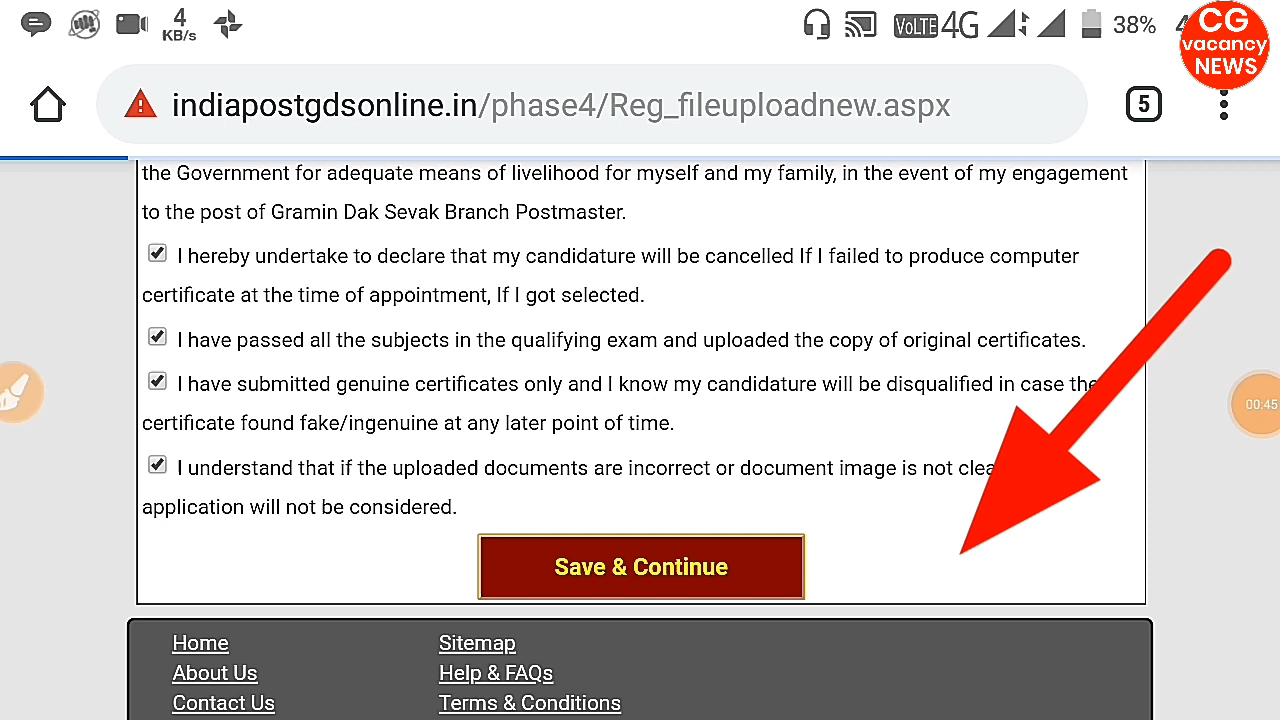 4
KB/s
VoLTE 4G
38%
CG
vacancy
NEWS
indiapostgdsonline.in/phase4/Reg_fileuploadnew.aspx
5
the Government for adequate means of livelihood for myself and my family, in the event of my engagement
to the post of Gramin Dak Sevak Branch Postmaster.
I hereby undertake to declare that my candidature will be cancelled If I failed to produce computer
certificate at the time of appointment, If I got selected.
I have passed all the subjects in the qualifying exam and uploaded the copy of original certificates.
I have submitted genuine certificates only and I know my candidature will be disqualified in case the
certificate found fake/ingenuine at any later point of time.
I understand that if the uploaded documents are incorrect or document image is not
application will not be considered.
00:45
Save & Continue
Home
Sitemap
About Us
Help & FAQs
Contact Us
Terms & Conditions